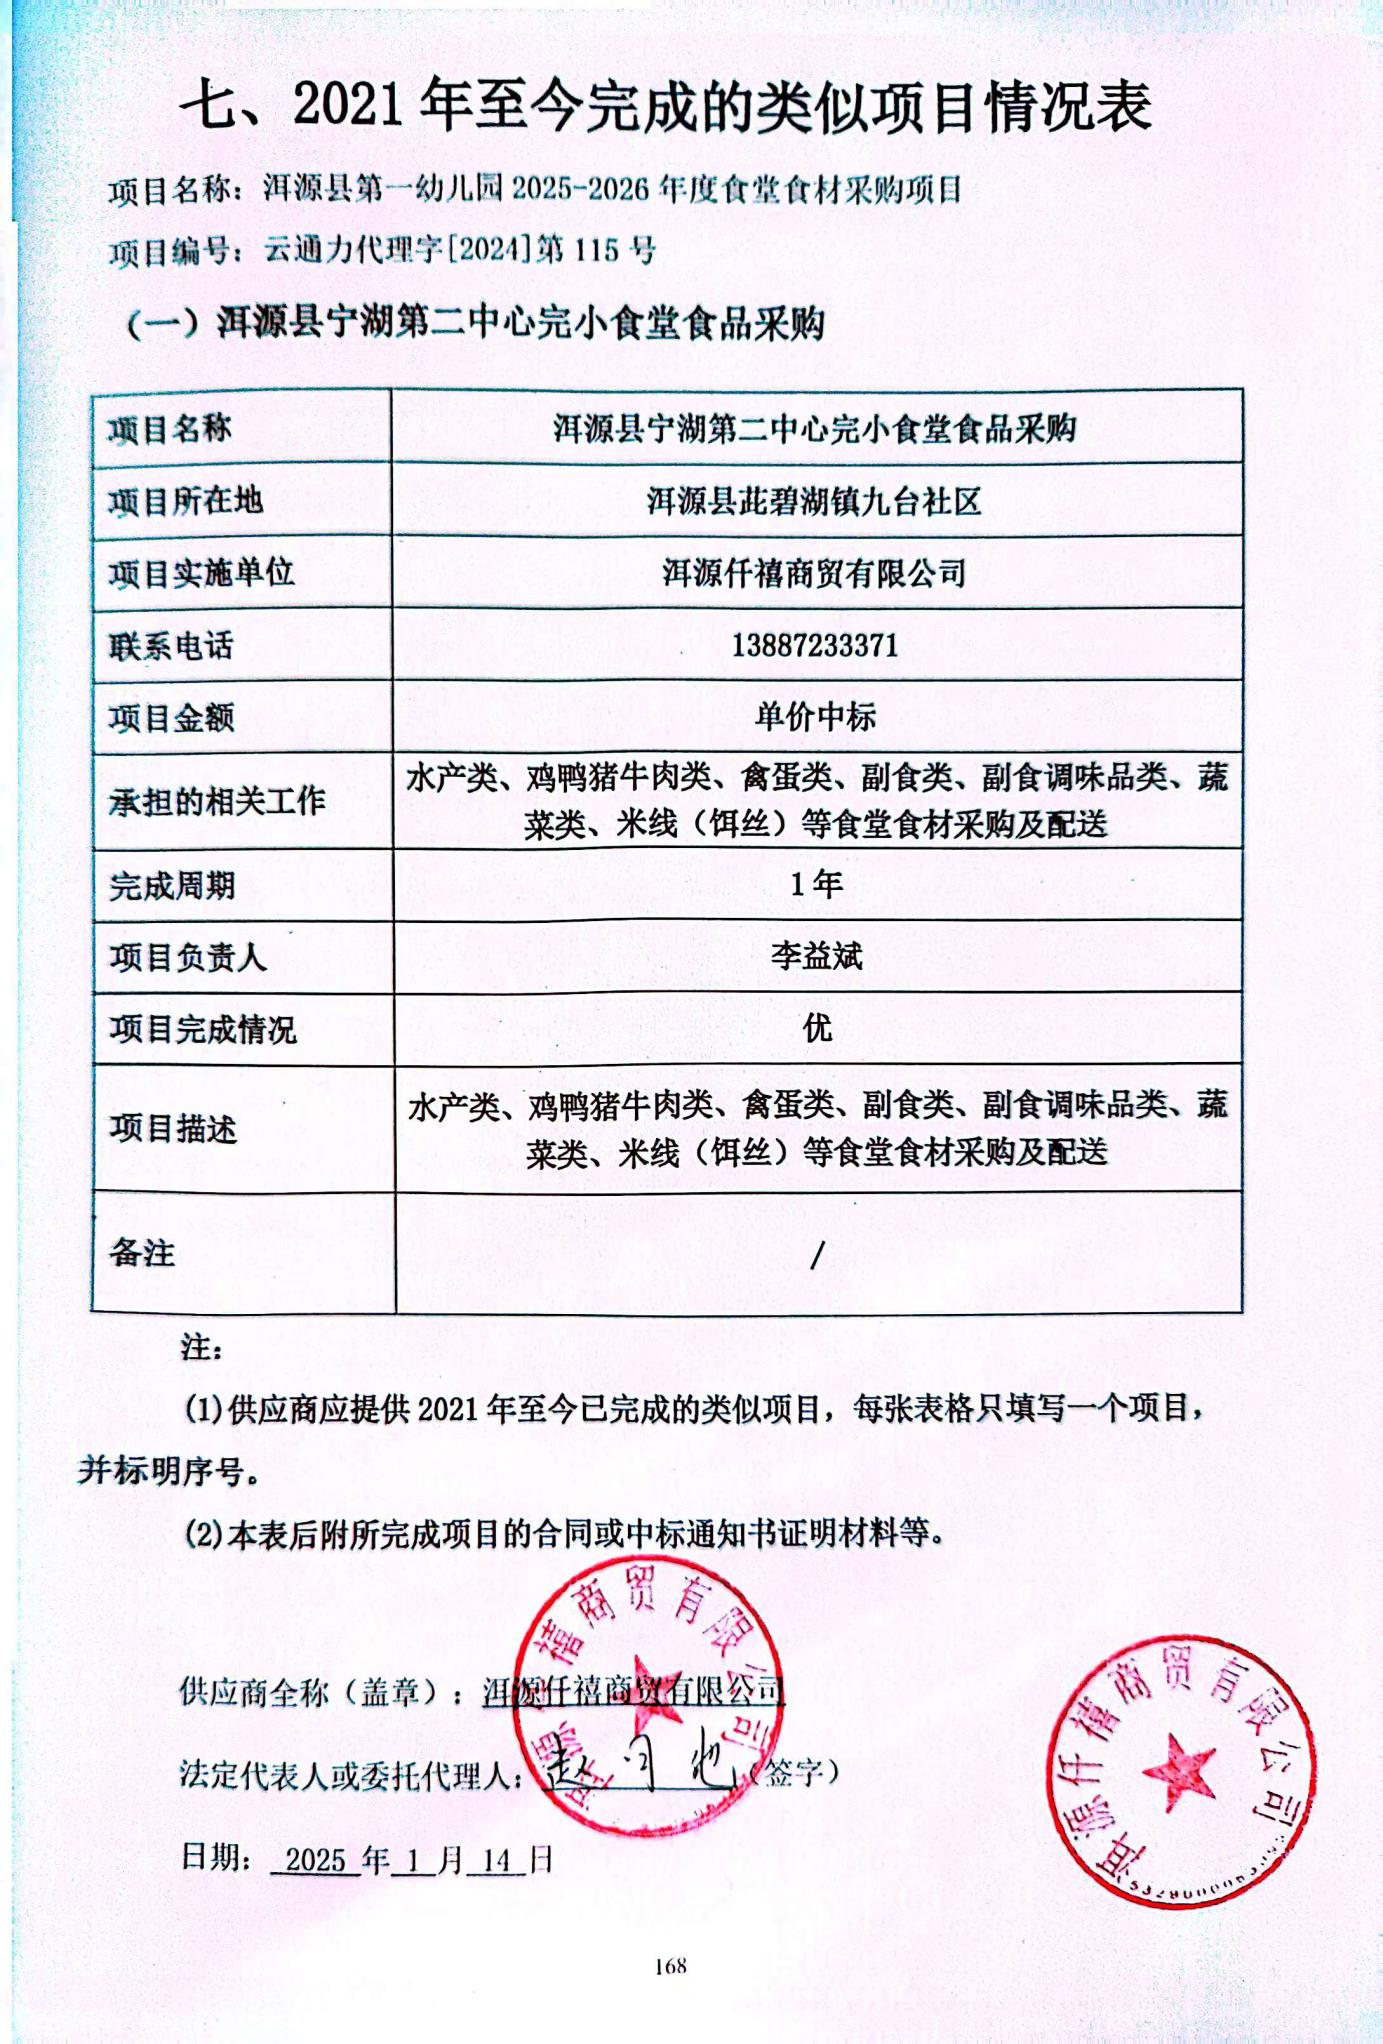 七、2021年至今完成的类似项目情况表
项目名称：洱源县第一幼儿园2025-2026年度食堂食材采购项目
项目编号：云通力代理字[2024]第115号
（一）洱源县宁湖第二中心完小食堂食品采购
项目名称 洱源县宁湖第二中心完小食堂食品采购
项目所在地 洱源县茈碧湖镇九台社区
项目实施单位 洱源仟禧商贸有限公司
联系电话 13887233371
项目金额 单价中标
承担的相关工作 水产类、鸡鸭猪牛肉类、禽蛋类、副食类、副食调味品类、蔬
菜类、米线（饵丝）等食堂食材采购及配送
完成周期 1年
项目负责人 李益斌
项目完成情况 优
项目描述 水产类、鸡鸭猪牛肉类、禽蛋类、副食类、副食调味品类、蔬
菜类、米线（饵丝）等食堂食材采购及配送
备注 /
注：
(1)供应商应提供2021年至今已完成的类似项目，每张表格只填写一个项目，
并标明序号。
(2)本表后附所完成项目的合同或中标通知书证明材料等。
供应商全称（盖章）：洱源仟禧商贸有限公司
法定代表人或委托代理人：（签字）
日期：2025年1月14日
洱源仟禧商贸有限公司
洱源仟禧商贸有限公司
168